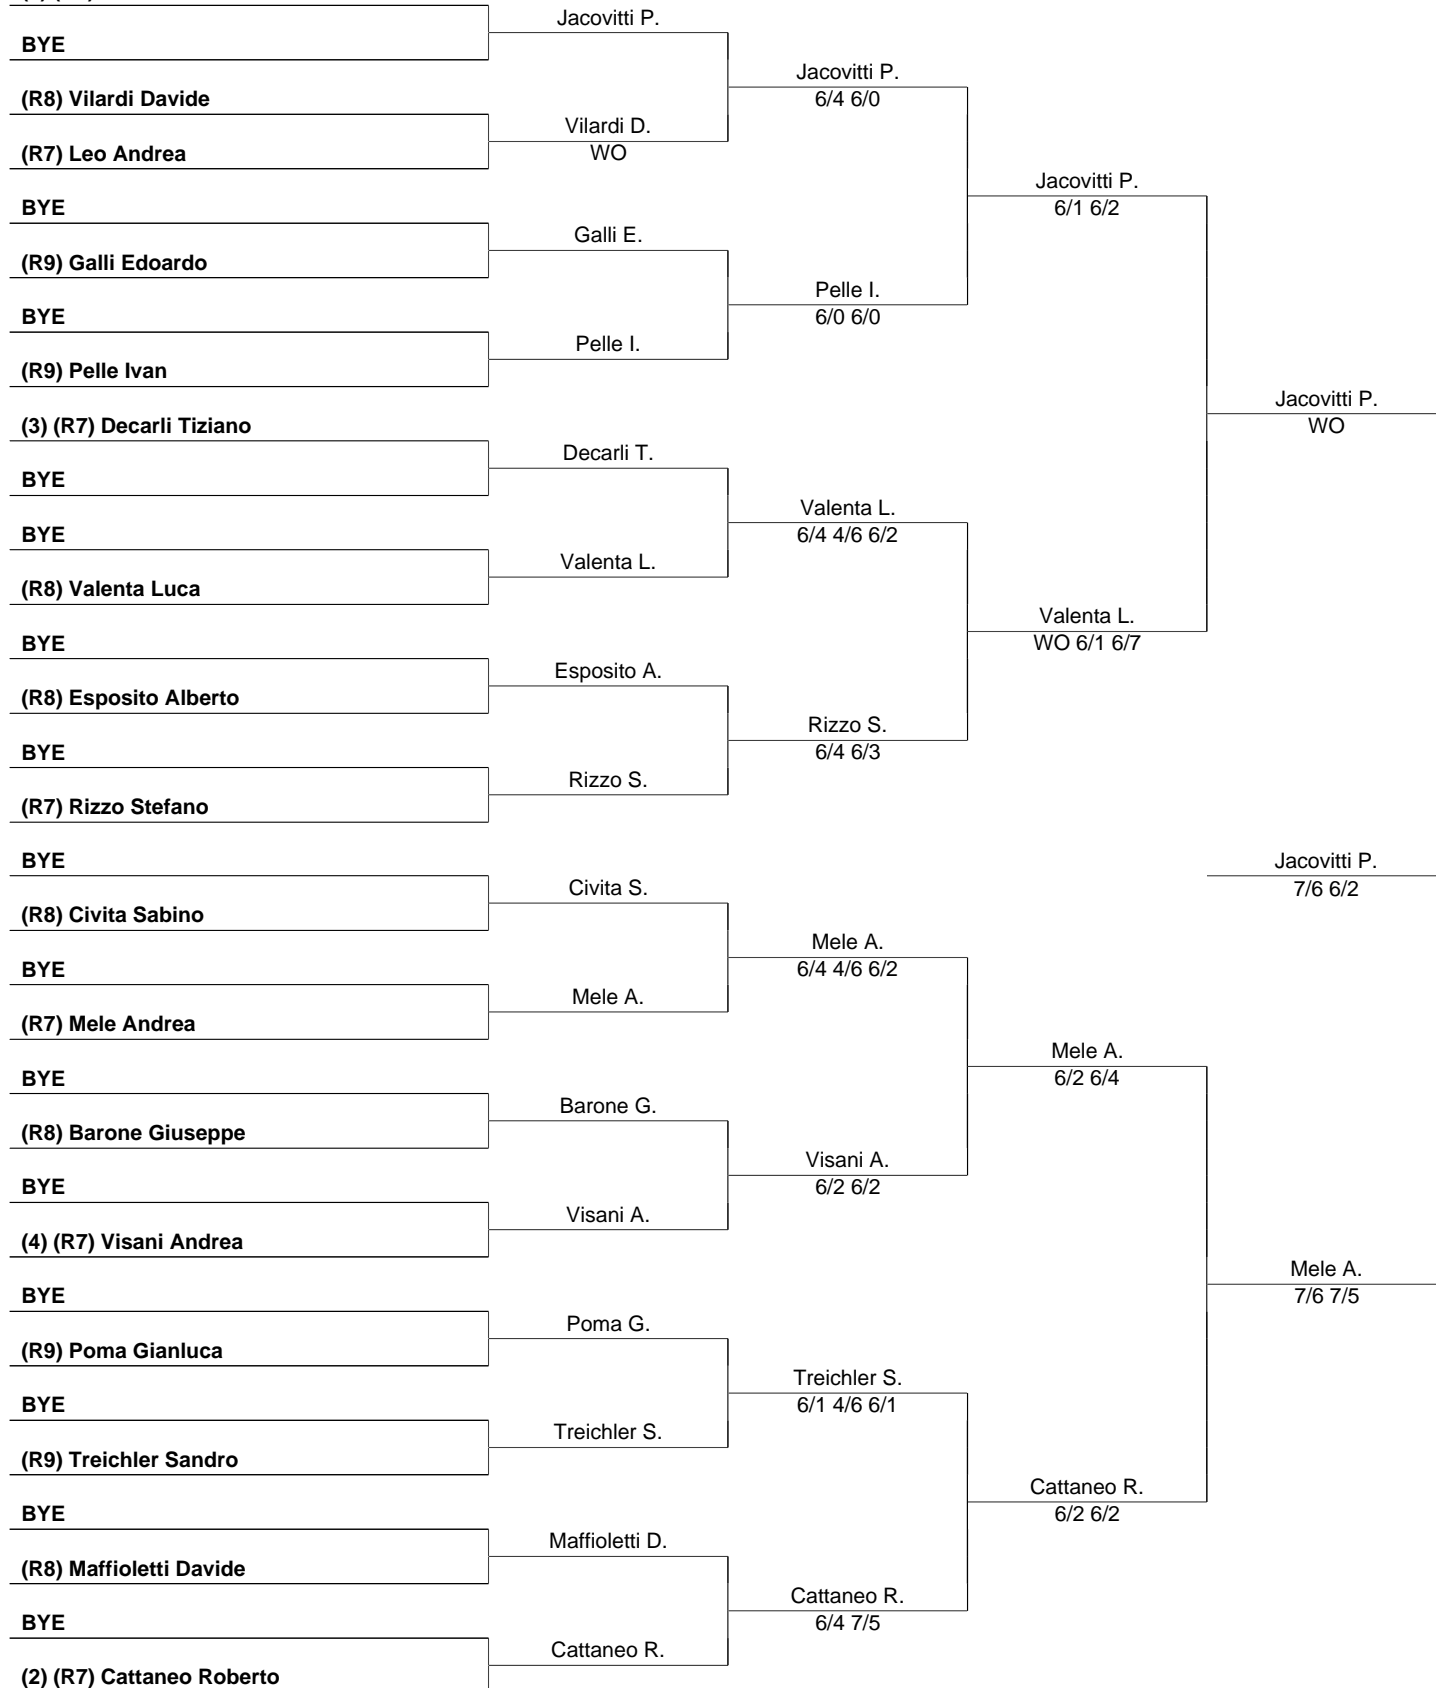 BYE
(R8) Vilardi Davide
(R7) Leo Andrea
BYE
(R9) Galli Edoardo
BYE
(R9) Pelle Ivan
(3) (R7) Decarli Tiziano
BYE
BYE
(R8) Valenta Luca
BYE
(R8) Esposito Alberto
BYE
(R7) Rizzo Stefano
BYE
(R8) Civita Sabino
BYE
(R7) Mele Andrea
BYE
(R8) Barone Giuseppe
BYE
(4) (R7) Visani Andrea
BYE
(R9) Poma Gianluca
BYE
(R9) Treichler Sandro
BYE
(R8) Maffioletti Davide
BYE
(2) (R7) Cattaneo Roberto
Jacovitti P.
Vilardi D.
WO
Galli E.
Pelle I.
Decarli T.
Valenta L.
Esposito A.
Rizzo S.
Civita S.
Mele A.
Barone G.
Visani A.
Poma G.
Treichler S.
Maffioletti D.
Cattaneo R.
Jacovitti P.
6/4 6/0
Pelle I.
6/0 6/0
Valenta L.
6/4 4/6 6/2
Rizzo S.
6/4 6/3
Mele A.
6/4 4/6 6/2
Visani A.
6/2 6/2
Treichler S.
6/1 4/6 6/1
Cattaneo R.
6/4 7/5
Jacovitti P.
6/1 6/2
Valenta L.
WO 6/1 6/7
Mele A.
6/2 6/4
Cattaneo R.
6/2 6/2
Jacovitti P.
WO
Jacovitti P.
7/6 6/2
Mele A.
7/6 7/5